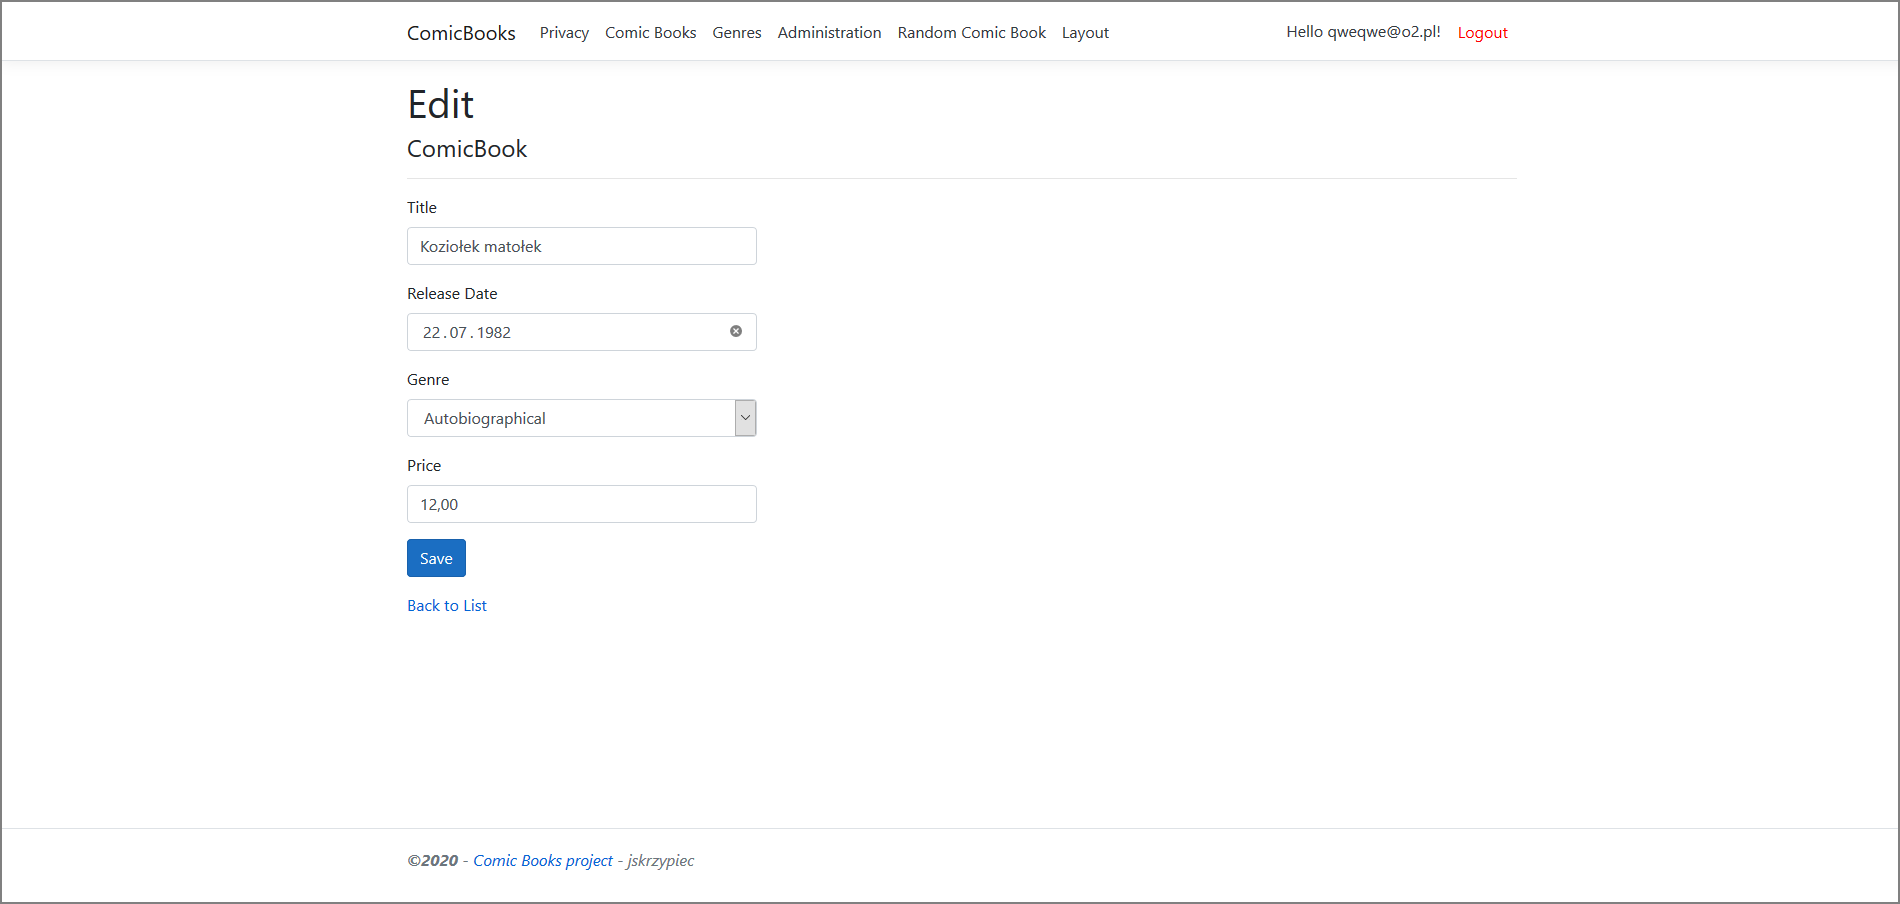 ComicBooks Privacy Comic Books Genres Administration Random Comic Book Layout Hello qweqwe@o2.pl! Logout
Edit
ComicBook
Title
Koziołek matołek
Release Date
22.07.1982
Genre
Autobiographical
Price
12,00
Save
Back to List
©2020 - Comic Books project - jskrzypiec